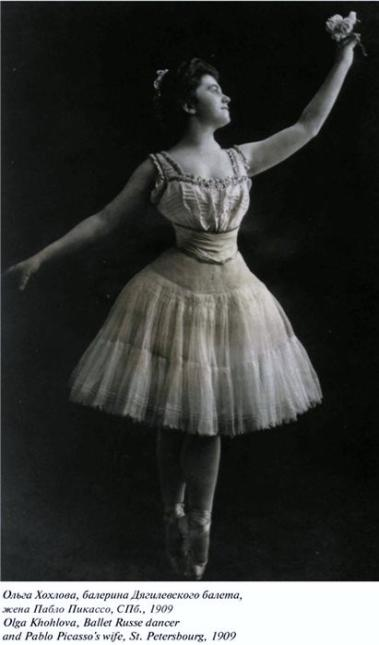 Ольга Хохлова, балерина Дягилевского балета,
жена Пабло Пикассо, СПб., 1909
Olga Khohlova, Ballet Russe dancer
and Pablo Picasso's wife, St. Petersbourg, 1909